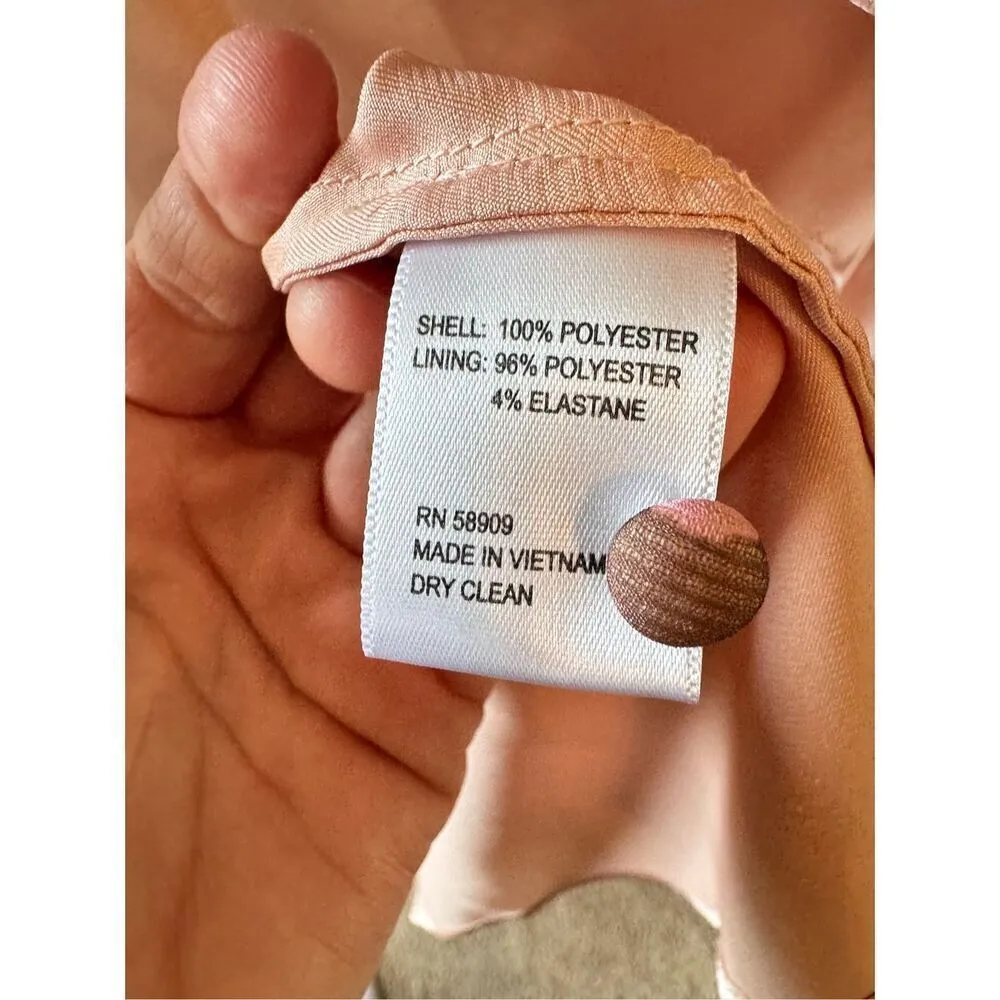 SHELL: 100% POLYESTER
LINING: 96% POLYESTER
4% ELASTANE
RN 58909
MADE IN VIETNAM
DRY CLEAN